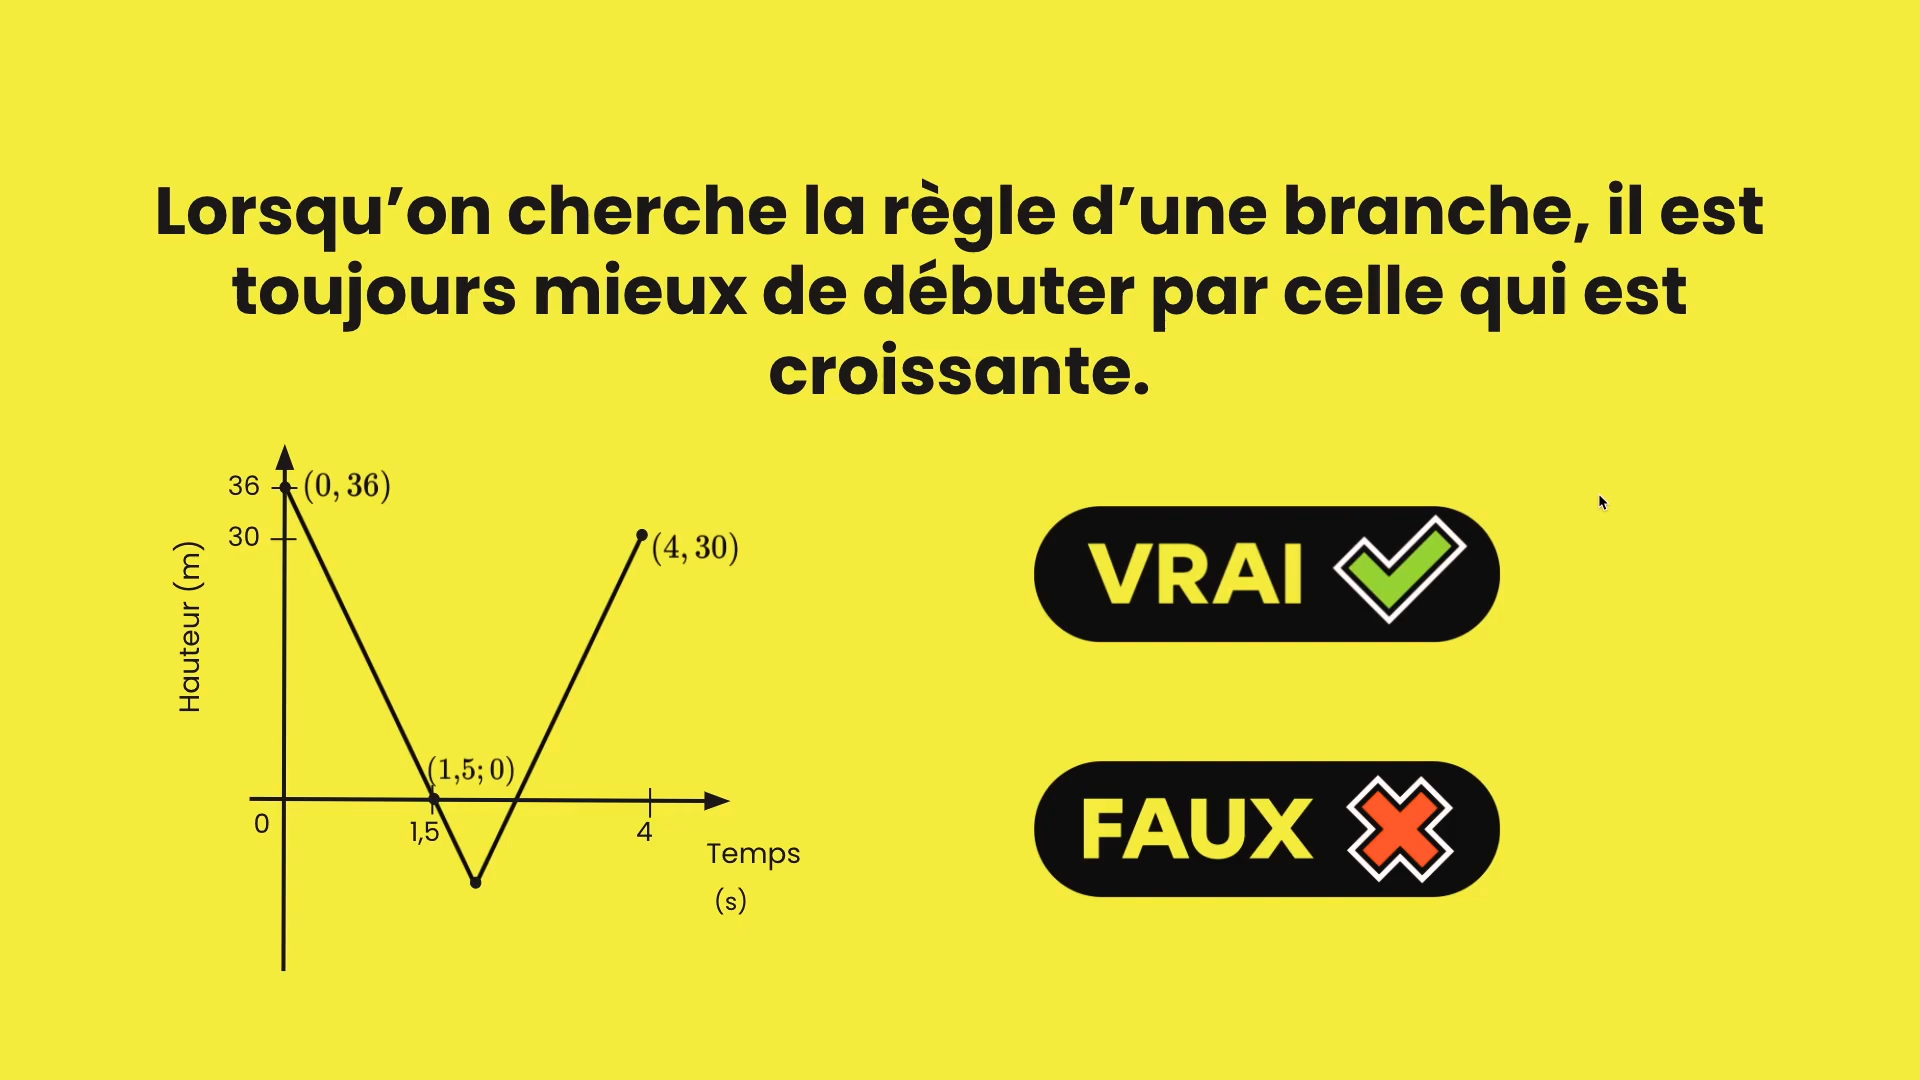 Lorsqu’on cherche la règle d’une branche, il est
toujours mieux de débuter par celle qui est
croissante.
36
(0, 36)
30
(4, 30)
Hauteur (m)
VRAI
(1,5; 0)
0
1,5
4
FAUX
Temps
(s)